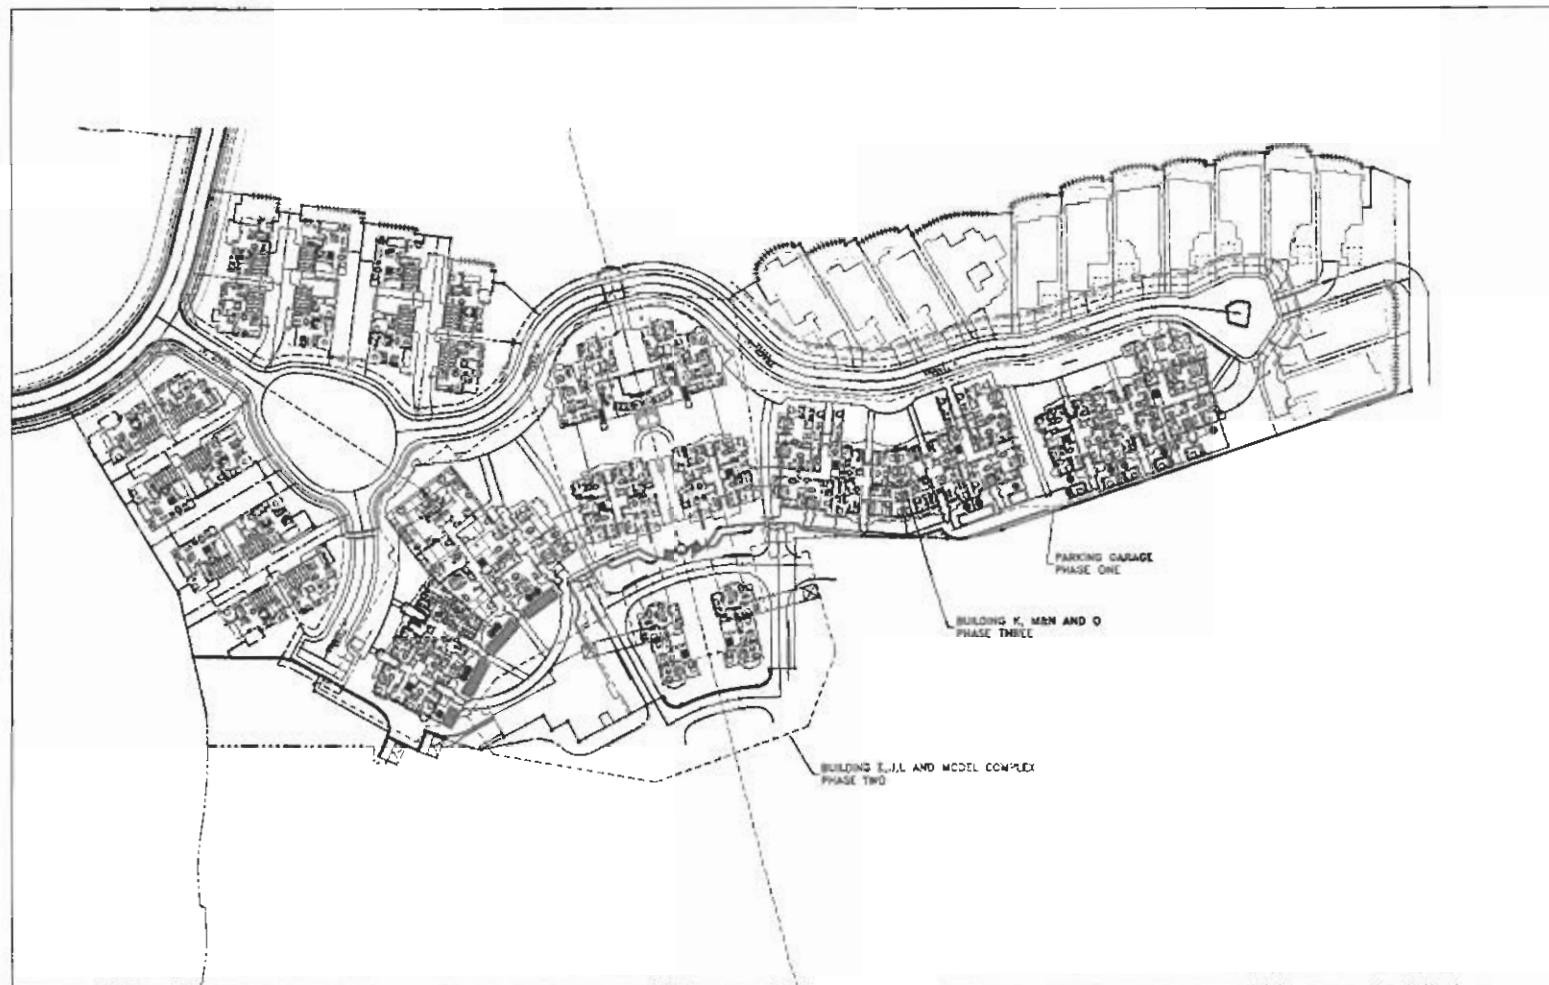 PARKING GARAGE
PHASE ONE
BUILDING K, M&N AND O
PHASE THREE
BUILDING AND MODEL COMPLEX
PHASE TWO